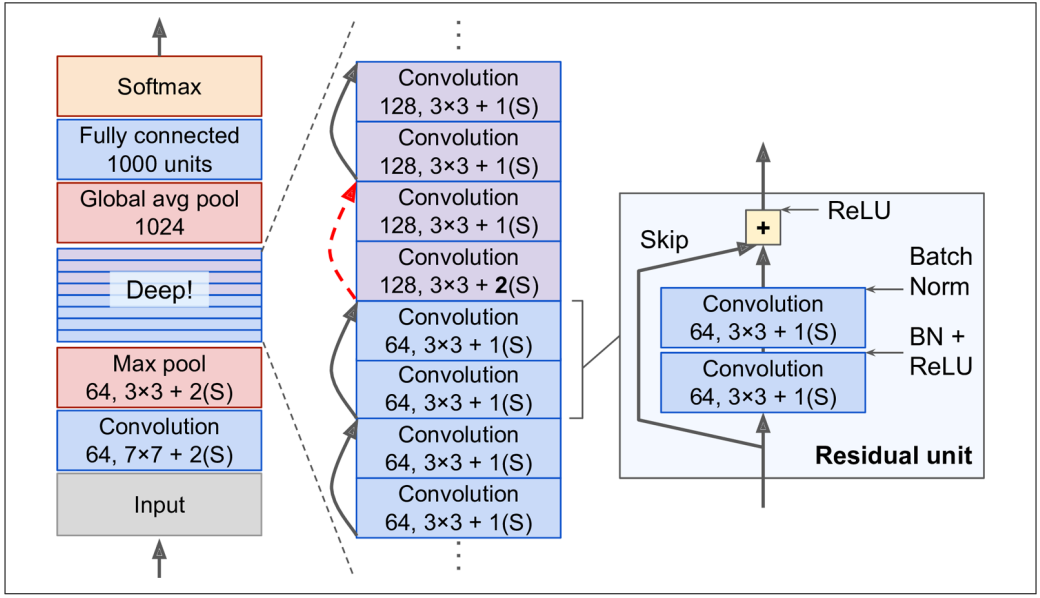 Softmax
Fully connected
1000 units
Global avg pool
1024
Deep!
Max pool
64, 3×3 + 2(S)
Convolution
64, 7×7 + 2(S)
Input
Convolution
128, 3×3 + 1(S)
Convolution
128, 3×3 + 1(S)
Convolution
128, 3×3 + 1(S)
Convolution
128, 3×3 + 2(S)
Convolution
64, 3×3 + 1(S)
Convolution
64, 3×3 + 1(S)
Convolution
64, 3×3 + 1(S)
Convolution
64, 3×3 + 1(S)
ReLU
+
Skip
Batch
Norm
Convolution
64, 3×3 + 1(S)
BN +
ReLU
Convolution
64, 3×3 + 1(S)
Residual unit